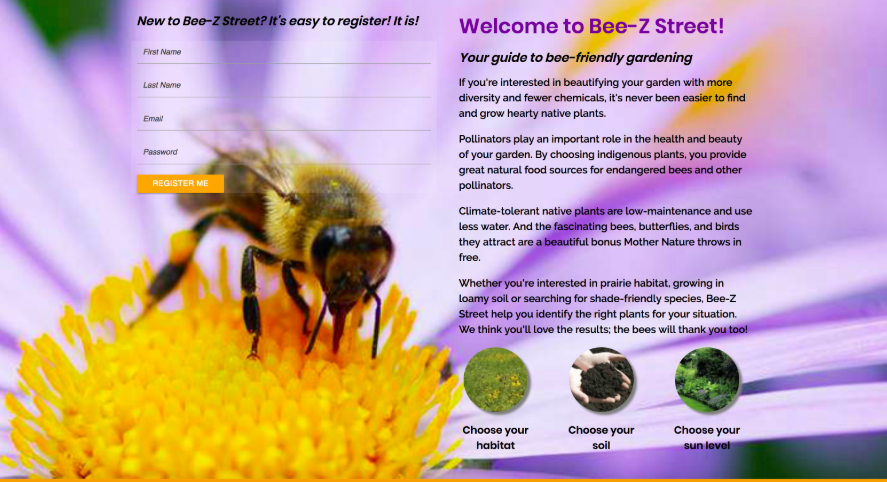 New to Bee-Z Street? It's easy to register! It is!
First Name
Last Name
Email
Password
REGISTER ME
Welcome to Bee-Z Street!
Your guide to bee-friendly gardening
If you're interested in beautifying your garden with more
diversity and fewer chemicals, it's never been easier to find
and grow hearty native plants.
Pollinators play an important role in the health and beauty
of your garden. By choosing indigenous plants, you provide
great natural food sources for endangered bees and other
pollinators.
Climate-tolerant native plants are low-maintenance and use
less water. And the fascinating bees, butterflies, and birds
they attract are a beautiful bonus Mother Nature throws in
free.
Whether you're interested in prairie habitat, growing in
loamy soil or searching for shade-friendly species, Bee-Z
Street help you identify the right plants for your situation.
We think you'll love the results; the bees will thank you too!
Choose your
habitat
Choose your
soil
Choose your
sun level